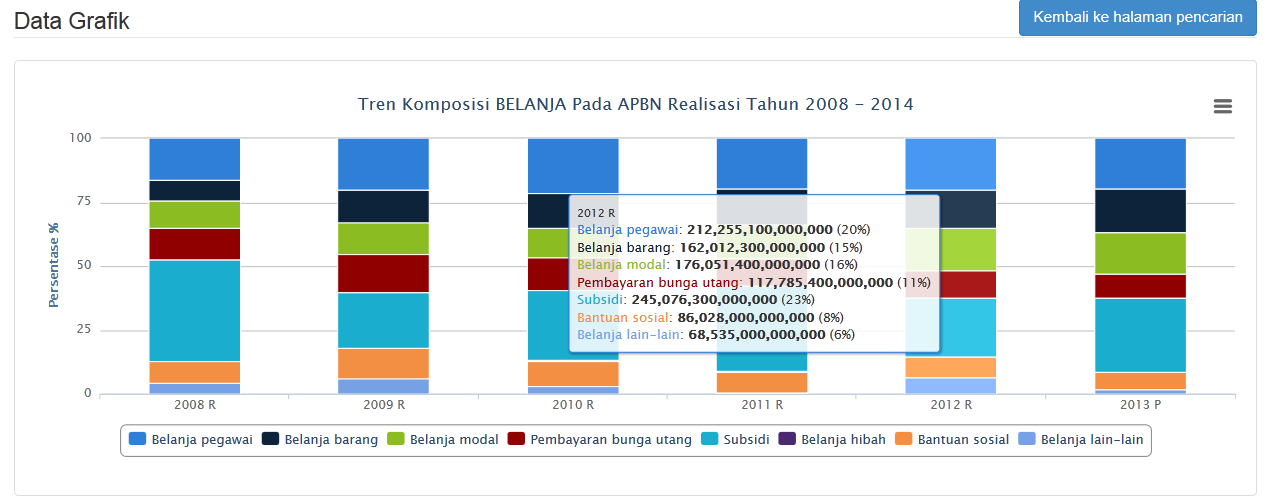 Data Grafik
Kembali ke halaman pencarian
Tren Komposisi BELANJA Pada APBN Realisasi Tahun 2008 - 2014
Persentase %
100
75
50
25
0
2012 R
Belanja pegawai: 212,255,100,000,000 (20%)
Belanja barang: 162,012,300,000,000 (15%)
Belanja modal: 176,051,400,000,000 (16%)
Pembayaran bunga utang: 117,785,400,000,000 (11%)
Subsidi: 245,076,300,000,000 (23%)
Bantuan sosial: 86,028,000,000,000 (8%)
Belanja lain-lain: 68,535,000,000,000 (6%)
2008 R 2009 R 2010 R 2011 R 2012 R 2013 P
Belanja pegawai Belanja barang Belanja modal Pembayaran bunga utang Subsidi Belanja hibah Bantuan sosial Belanja lain-lain